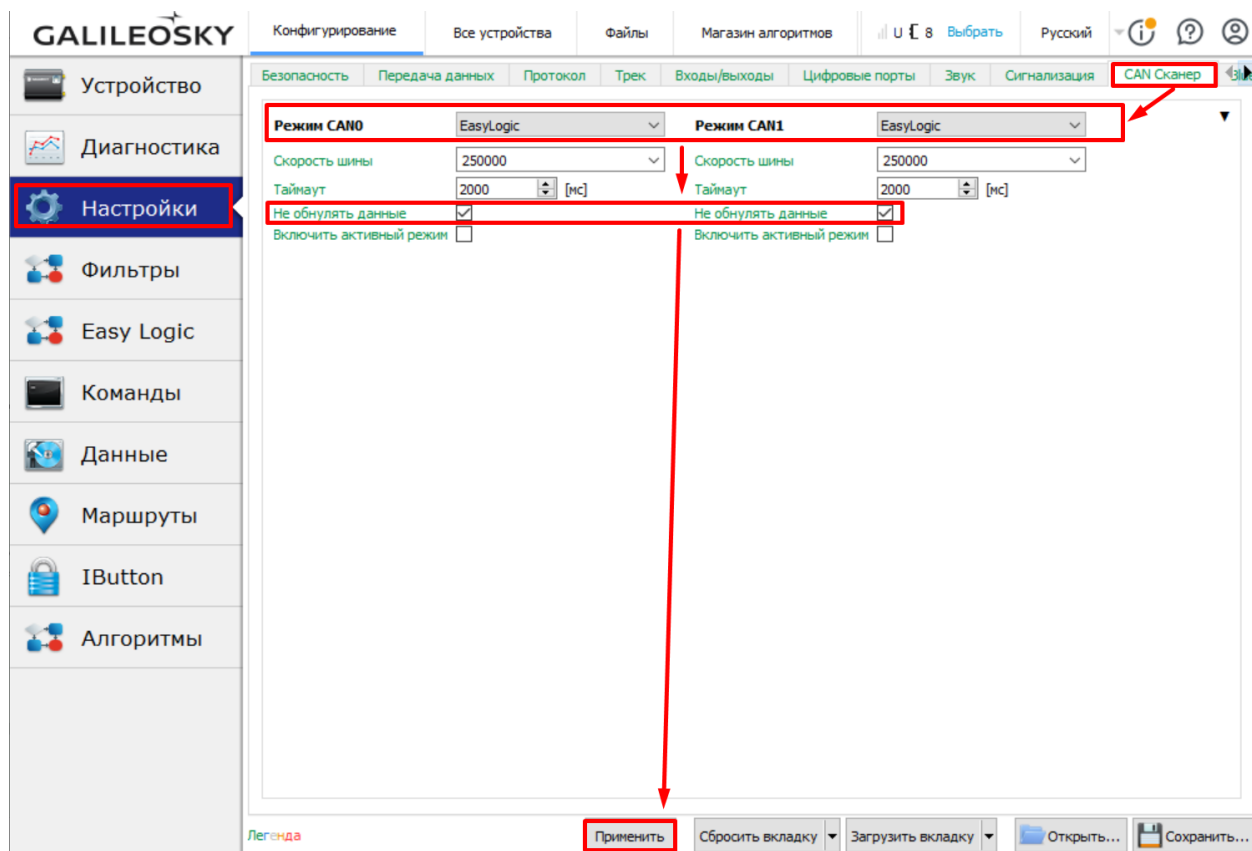 GALILEOSKY
Конфигурирование Все устройства Файлы Магазин алгоритмов 8 Выбрать Русский
Безопасность Передача данных Протокол Трек Входы/выходы Цифровые порты Звук Сигнализация CAN Сканер
Устройство
Диагностика
Настройки
Фильтры
Easy Logic
Команды
Данные
Маршруты
IButton
Алгоритмы
Режим CAN0 EasyLogic Режим CAN1 EasyLogic
Скорость шины 250000 Скорость шины 250000
Таймаут 2000 [мс] Таймаут 2000 [мс]
Не обнулять данные Не обнулять данные
Включить активный режим Включить активный режим
Легенда Применить Сбросить вкладку Загрузить вкладку Открыть... Сохранить...